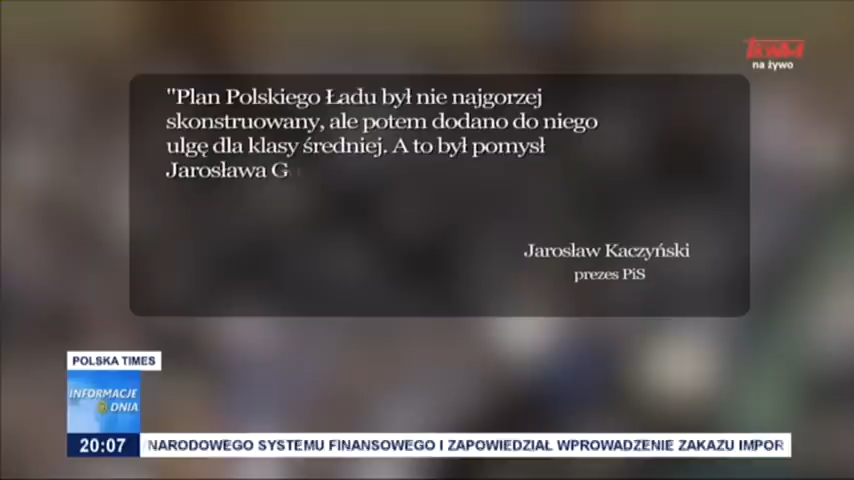 TRWAM
na żywo
"Plan Polskiego Ładu był nie najgorzej
skonstruowany, ale potem dodano do niego
ulgę dla klasy średniej. A to był pomysł
Jarosława G
Jarosław Kaczyński
prezes PiS
POLSKA TIMES
INFORMACJE
DNIA
20:07 NARODOWEGO SYSTEMU FINANSOWEGO I ZAPOWIEDZIAŁ WPROWADZENIE ZAKAZU IMPOR